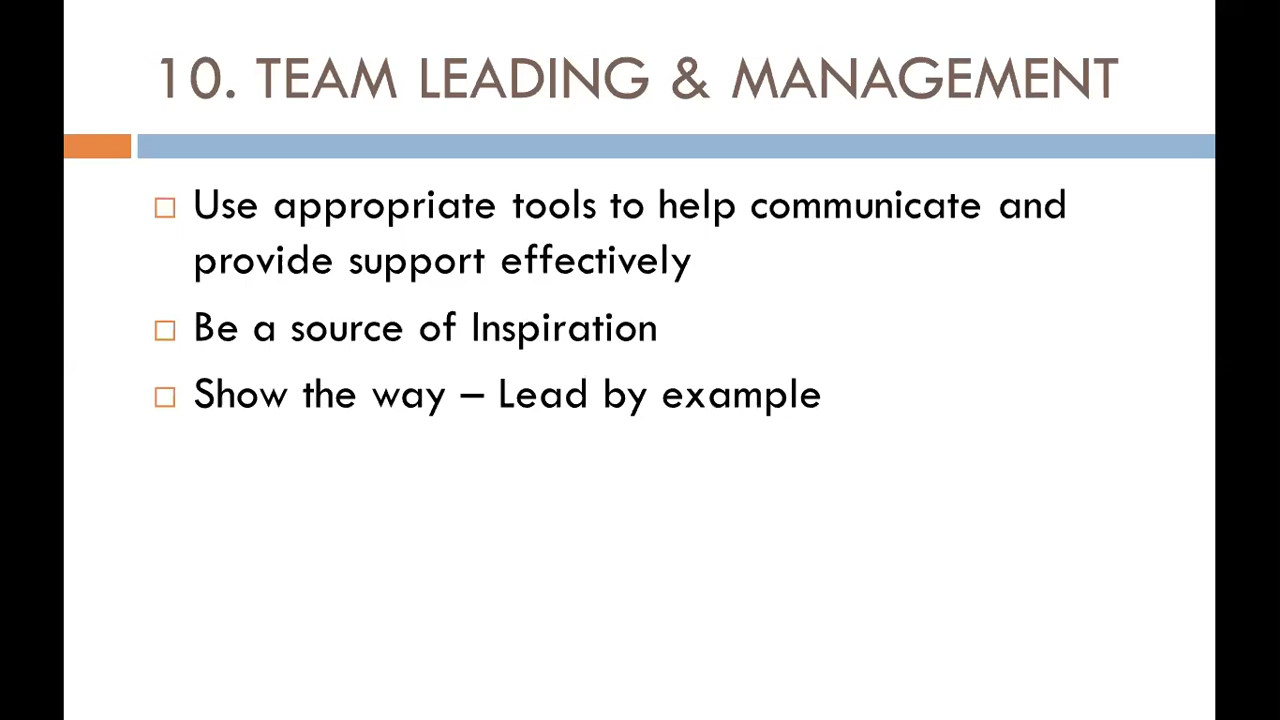 10. TEAM LEADING & MANAGEMENT
Use appropriate tools to help communicate and
provide support effectively
Be a source of Inspiration
Show the way – Lead by example